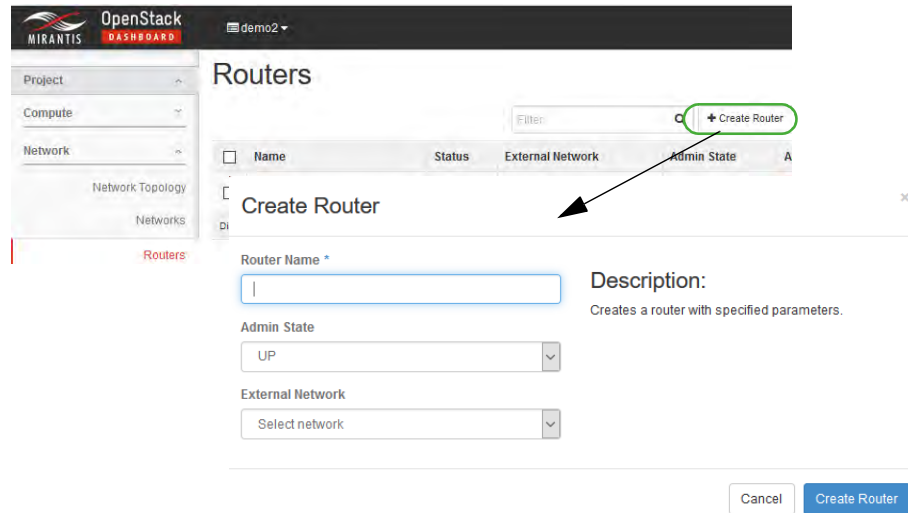 MIRANTIS
OpenStack
DASHBOARD
demo2
Project
Compute
Network
Network Topology
Networks
Routers
Routers
Filter
+ Create Router
Name Status External Network Admin State A
Di
Create Router
×
Router Name *
Admin State
UP
External Network
Select network
Description:
Creates a router with specified parameters.
Cancel
Create Router